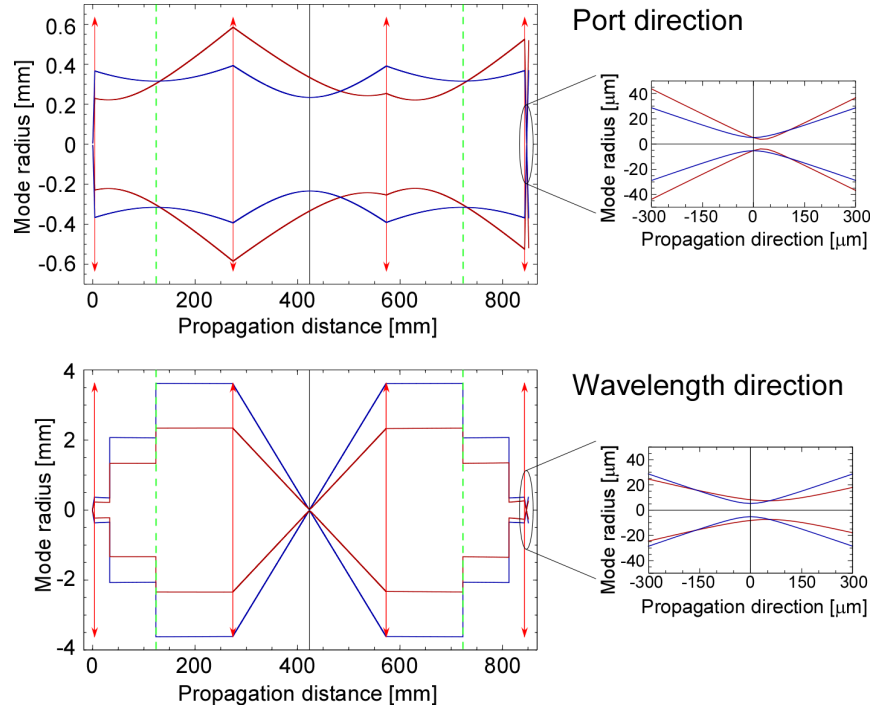 Port direction
Mode radius [mm]
0.6
0.4
0.2
0
-0.2
-0.4
-0.6
0 200 400 600 800
Propagation distance [mm]
Mode radius [μm]
40
20
0
-20
-40
-300 -150 0 150 300
Propagation direction [μm]
Wavelength direction
Mode radius [mm]
4
2
0
-2
-4
0 200 400 600 800
Propagation distance [mm]
Mode radius [μm]
40
20
0
-20
-40
-300 -150 0 150 300
Propagation direction [μm]